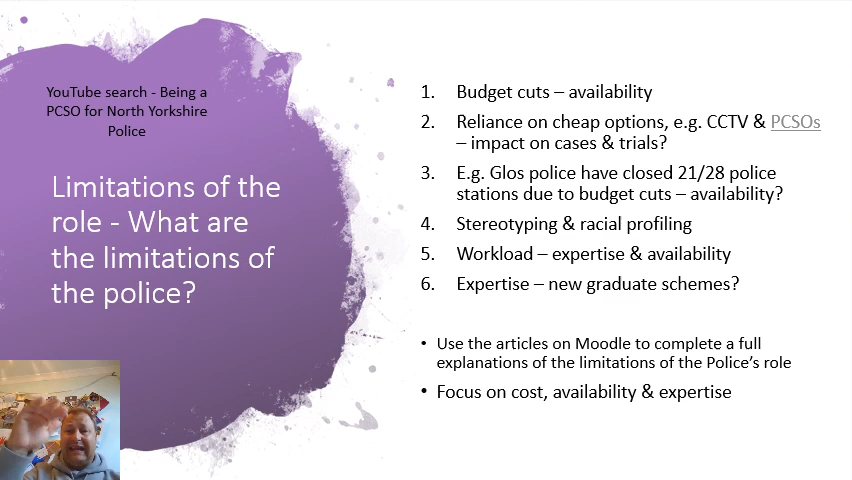 YouTube search - Being a
PCSO for North Yorkshire
Police
Limitations of the
role - What are
the limitations of
the police?
1. Budget cuts – availability
2. Reliance on cheap options, e.g. CCTV & PCSOs
– impact on cases & trials?
3. E.g. Glos police have closed 21/28 police
stations due to budget cuts – availability?
4. Stereotyping & racial profiling
5. Workload – expertise & availability
6. Expertise – new graduate schemes?
• Use the articles on Moodle to complete a full
explanations of the limitations of the Police's role
• Focus on cost, availability & expertise